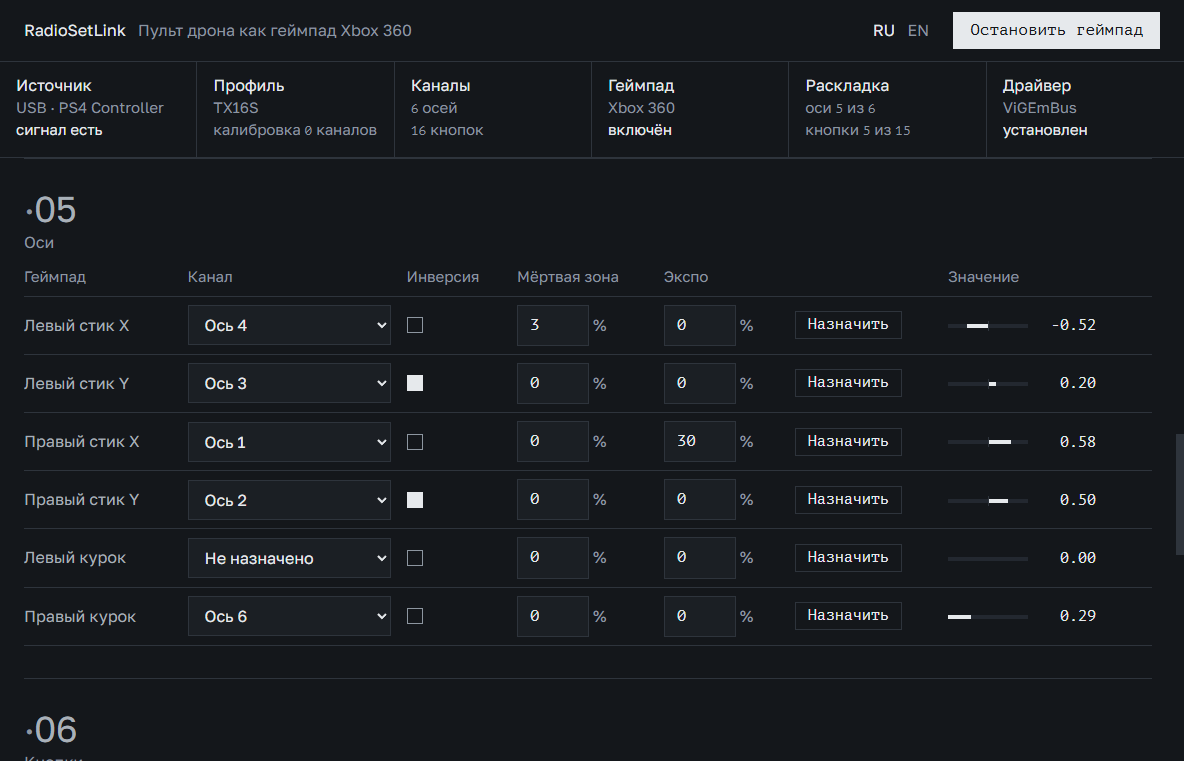 RadioSetLink Пульт дрона как геймпад Xbox 360 RU EN Остановить геймпад
Источник Профиль Каналы Геймпад Раскладка Драйвер
USB · PS4 Controller TX16S 6 осей Xbox 360 оси 5 из 6 ViGEmBus
сигнал есть калибровка 0 каналов 16 кнопок включён кнопки 5 из 15 установлен
·05
Оси
Геймпад Канал Инверсия Мёртвая зона Экспо Значение
Левый стик X Ось 4 3 % 0 % Назначить -0.52
Левый стик Y Ось 3 0 % 0 % Назначить 0.20
Правый стик X Ось 1 0 % 30 % Назначить 0.58
Правый стик Y Ось 2 0 % 0 % Назначить 0.50
Левый курок Не назначено 0 % 0 % Назначить 0.00
Правый курок Ось 6 0 % 0 % Назначить 0.29
·06